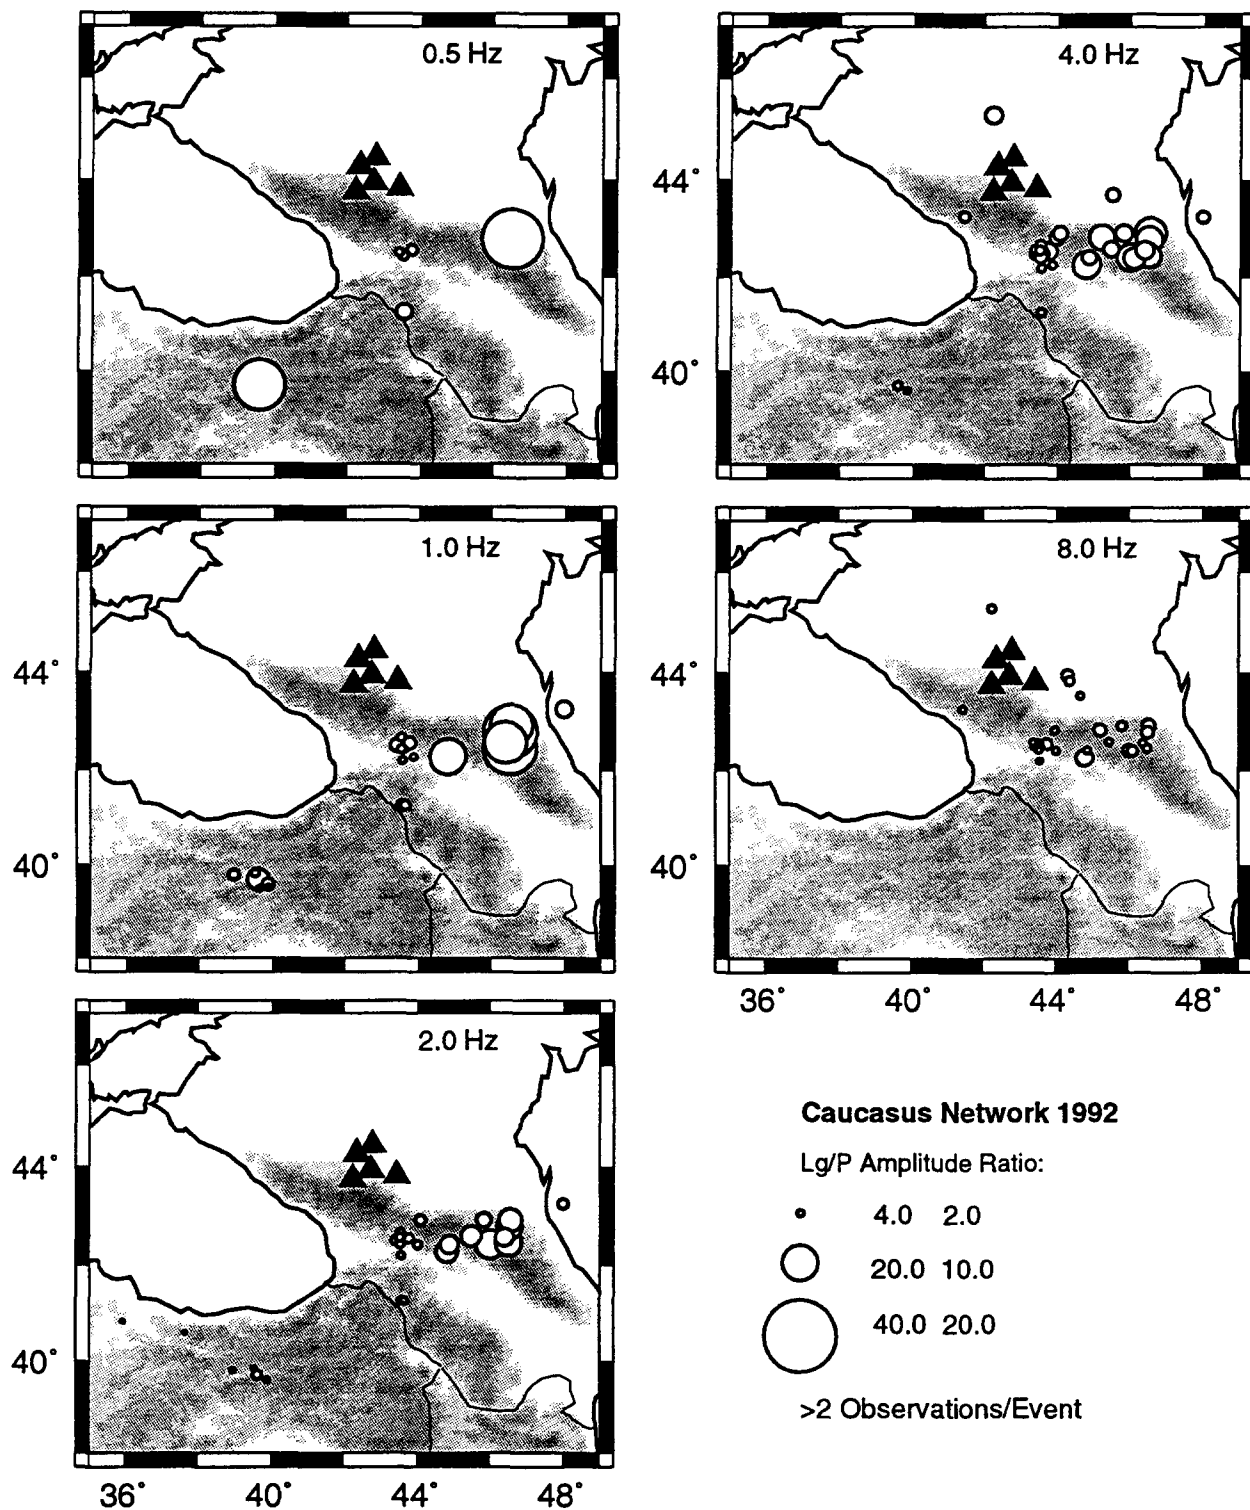 0.5 Hz
4.0 Hz
44°
40°
1.0 Hz
8.0 Hz
44°
44°
40°
40°
36° 40° 44° 48°
2.0 Hz
44°
40°
36° 40° 44° 48°
Caucasus Network 1992
Lg/P Amplitude Ratio:
4.0 2.0
20.0 10.0
40.0 20.0
>2 Observations/Event